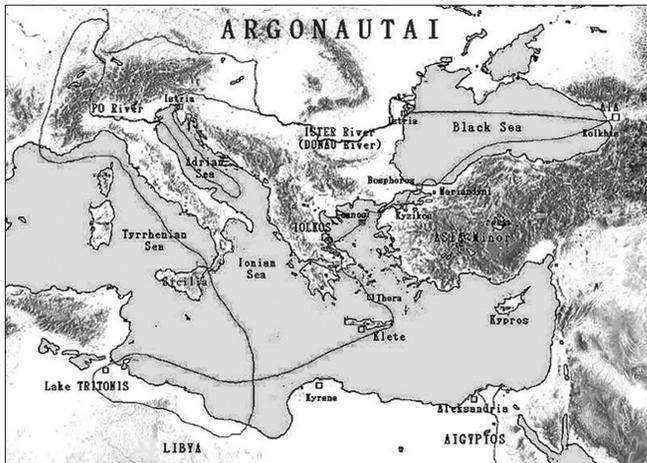 ARGONAUTAI
Istria
PO River
Adrian
Sea
ISTER River
(DONAU River)
Istria
Black Sea
AIA
Kolkhis
Bosphoros
Mariandyni
Kyzikos
IOLKOS
ASIA Minor
Tyrrhenian
Sea
Ionian
Sea
Sicilia
Thera
Klete
Kypros
Lake TRITONIS
Kyrene
Aleksandria
LIBYA
AIGYPTOS